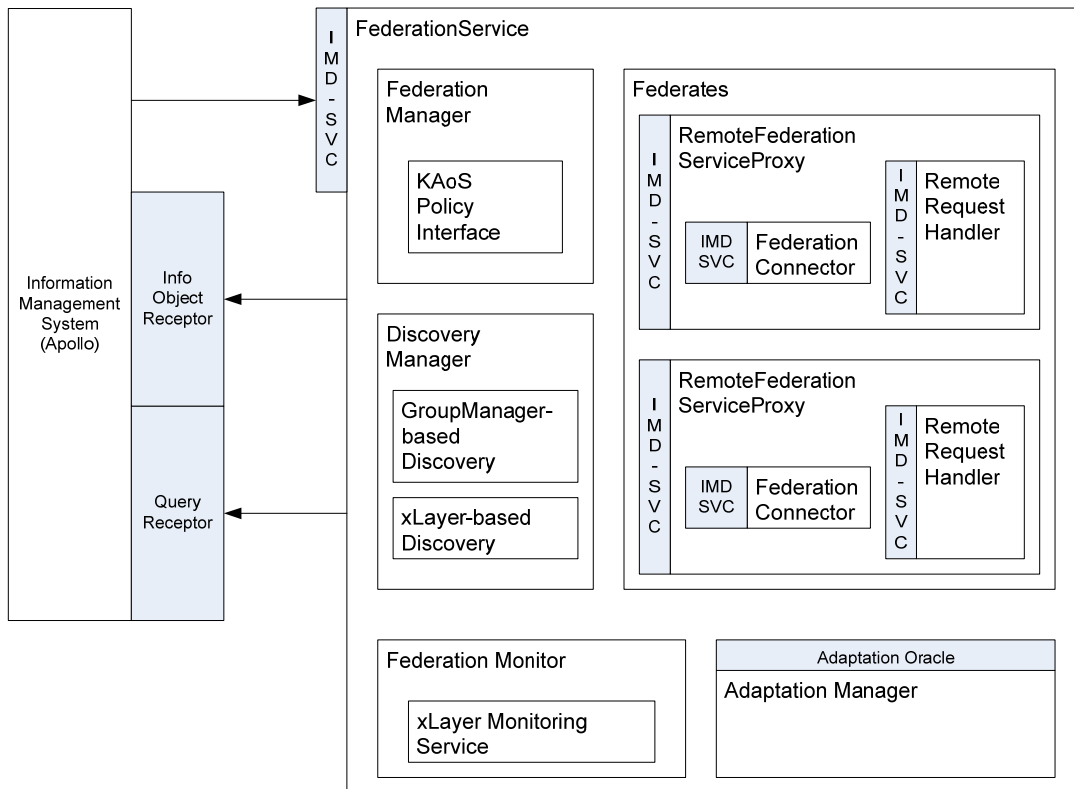 Information
Management
System
(Apollo)
Info
Object
Receptor
Query
Receptor
I
M
D
-
S
V
C
FederationService
Federation
Manager
KAoS
Policy
Interface
Discovery
Manager
GroupManager-
based
Discovery
xLayer-based
Discovery
Federates
I
M
D
-
S
V
C
RemoteFederation
ServiceProxy
IMD
SVC
Federation
Connector
I
M
D
-
S
V
C
Remote
Request
Handler
I
M
D
-
S
V
C
RemoteFederation
ServiceProxy
IMD
SVC
Federation
Connector
I
M
D
-
S
V
C
Remote
Request
Handler
Federation Monitor
xLayer Monitoring
Service
Adaptation Oracle
Adaptation Manager